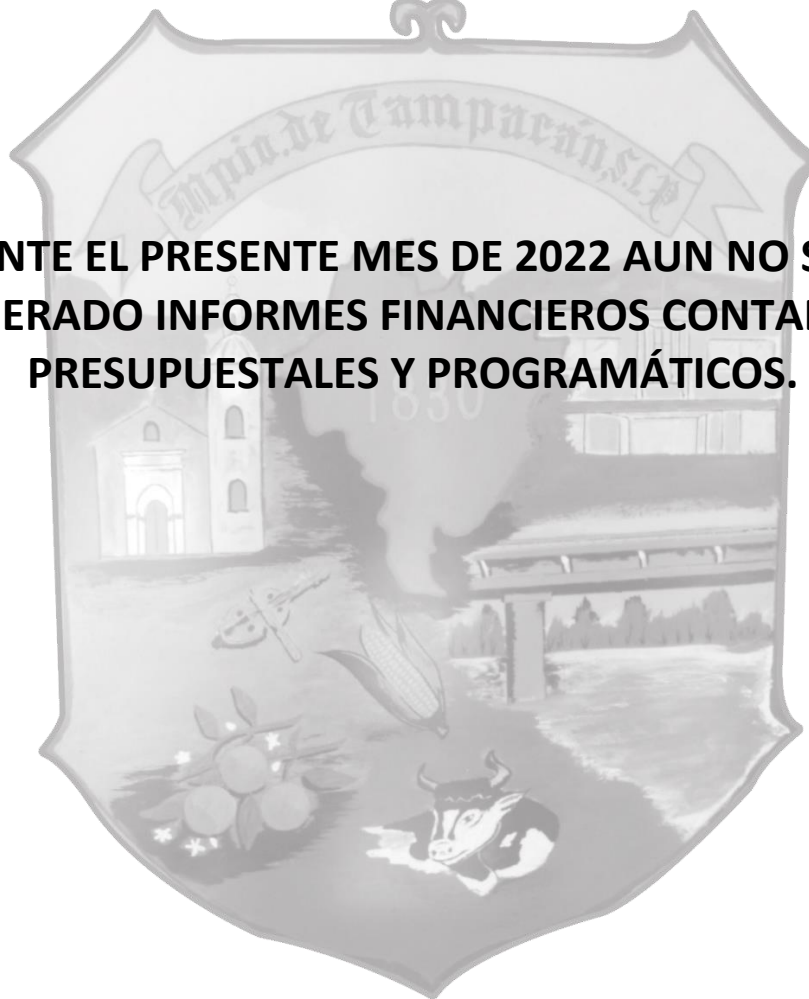 Mpio. de Tampacán, S.L.P
NTE EL PRESENTE MES DE 2022 AUN NO S
ERADO INFORMES FINANCIEROS CONTA
PRESUPUESTALES Y PROGRAMÁTICOS.
1830